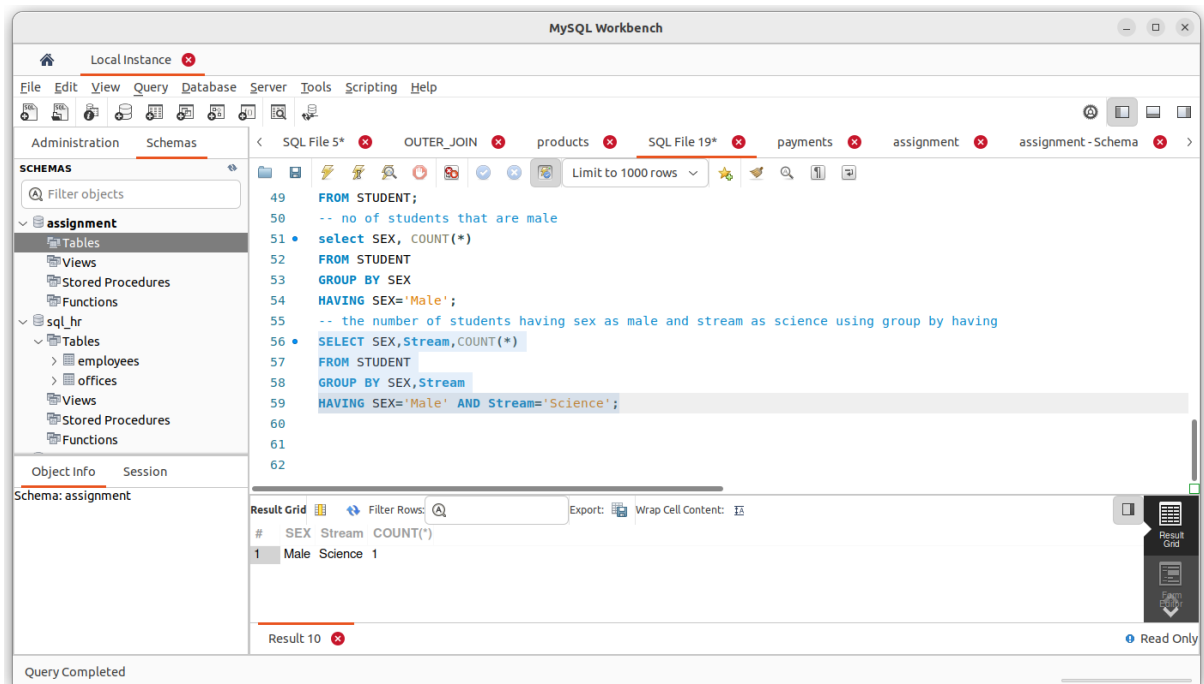 MySQL Workbench
Local Instance
File Edit View Query Database Server Tools Scripting Help
Administration Schemas
SQL File 5* OUTER_JOIN products SQL File 19* payments assignment assignment - Schema
SCHEMAS
Filter objects
assignment
Tables
Views
Stored Procedures
Functions
sql_hr
Tables
employees
offices
Views
Stored Procedures
Functions
Object Info Session
Schema: assignment
Limit to 1000 rows
49 FROM STUDENT;
50 -- no of students that are male
51 select SEX, COUNT(*)
52 FROM STUDENT
53 GROUP BY SEX
54 HAVING SEX='Male';
55 -- the number of students having sex as male and stream as science using group by having
56 SELECT SEX,Stream,COUNT(*)
57 FROM STUDENT
58 GROUP BY SEX,Stream
59 HAVING SEX='Male' AND Stream='Science';
60
61
62
Result Grid Filter Rows: Export: Wrap Cell Content:
# SEX Stream COUNT(*)
1 Male Science 1
Result
Grid
Form
Editor
Result 10
Read Only
Query Completed